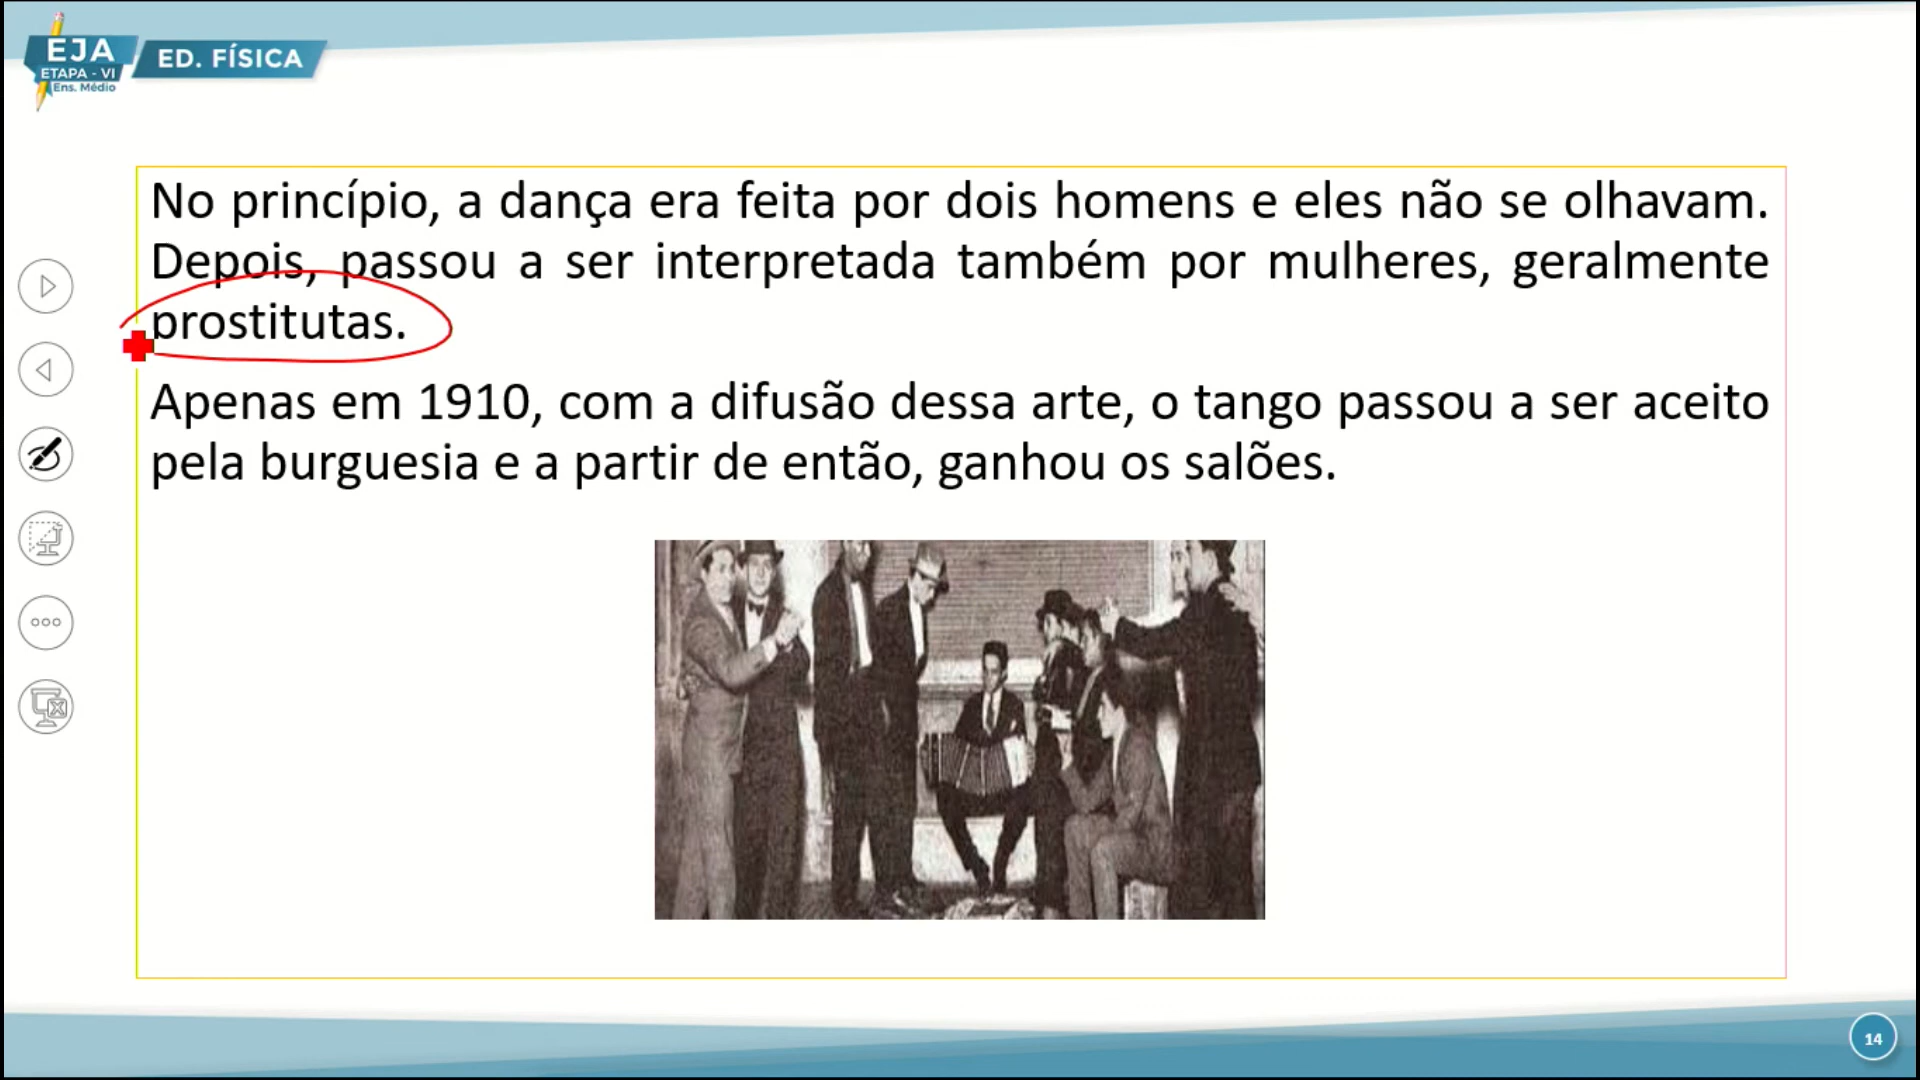 EJA
ETAPA - VI
Ens. Médio
ED. FÍSICA
No princípio, a dança era feita por dois homens e eles não se olhavam.
Depois, passou a ser interpretada também por mulheres, geralmente
prostitutas.
Apenas em 1910, com a difusão dessa arte, o tango passou a ser aceito
pela burguesia e a partir de então, ganhou os salões.
14